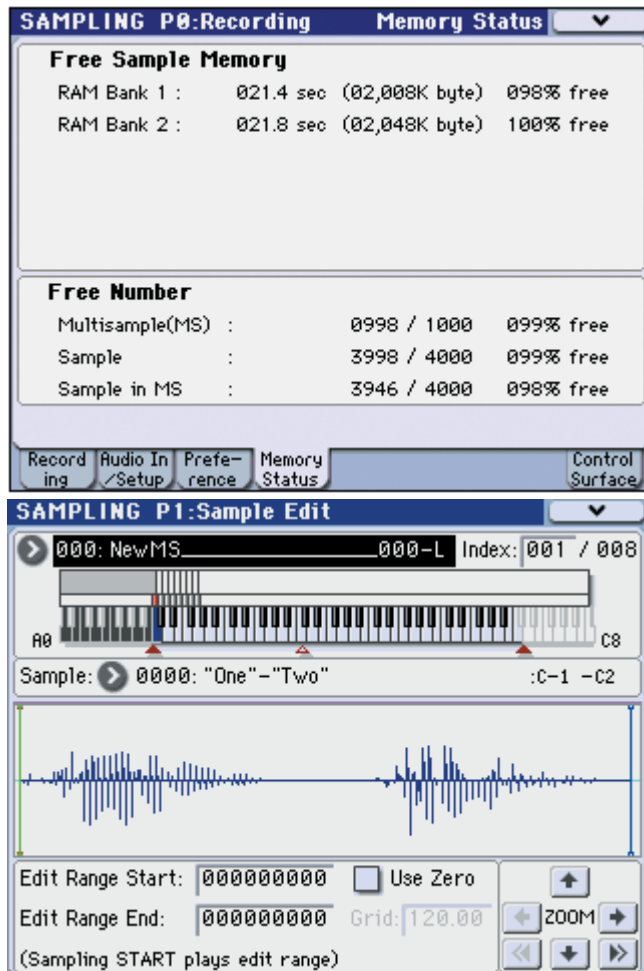 SAMPLING P0:Recording Memory Status
Free Sample Memory
RAM Bank 1 : 021.4 sec (02,008K byte) 098% free
RAM Bank 2 : 021.8 sec (02,048K byte) 100% free
Free Number
Multisample(MS) : 0998 / 1000 099% free
Sample : 3998 / 4000 099% free
Sample in MS : 3946 / 4000 098% free
Record Audio In Prefe- Memory Control
ing /Setup rence Status Surface
SAMPLING P1:Sample Edit
000: NewMS_______________000-L Index: 001 / 008
A0 C8
Sample: 0000: "One"-"Two" :C-1 -C2
Edit Range Start: 000000000 Use Zero
Edit Range End: 000000000 Grid: 120.00 ZOOM
(Sampling START plays edit range)